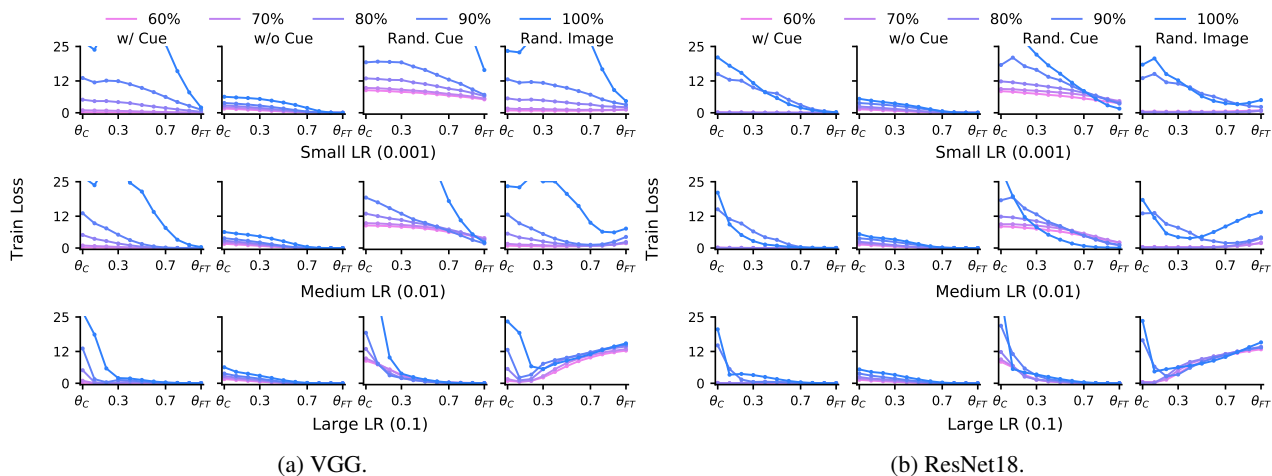 60% 70% 80% 90% 100%
w/ Cue w/o Cue Rand. Cue Rand. Image
25
12
0
θC 0.3 0.7 θFT θC 0.3 0.7 θFT θC 0.3 0.7 θFT θC 0.3 0.7 θFT
Small LR (0.001)
Train Loss
25
12
0
θC 0.3 0.7 θFT θC 0.3 0.7 θFT θC 0.3 0.7 θFT θC 0.3 0.7 θFT
Medium LR (0.01)
25
12
0
θC 0.3 0.7 θFT θC 0.3 0.7 θFT θC 0.3 0.7 θFT θC 0.3 0.7 θFT
Large LR (0.1)
(a) VGG.
60% 70% 80% 90% 100%
w/ Cue w/o Cue Rand. Cue Rand. Image
25
12
0
θC 0.3 0.7 θFT θC 0.3 0.7 θFT θC 0.3 0.7 θFT θC 0.3 0.7 θFT
Small LR (0.001)
Train Loss
25
12
0
θC 0.3 0.7 θFT θC 0.3 0.7 θFT θC 0.3 0.7 θFT θC 0.3 0.7 θFT
Medium LR (0.01)
25
12
0
θC 0.3 0.7 θFT θC 0.3 0.7 θFT θC 0.3 0.7 θFT θC 0.3 0.7 θFT
Large LR (0.1)
(b) ResNet18.